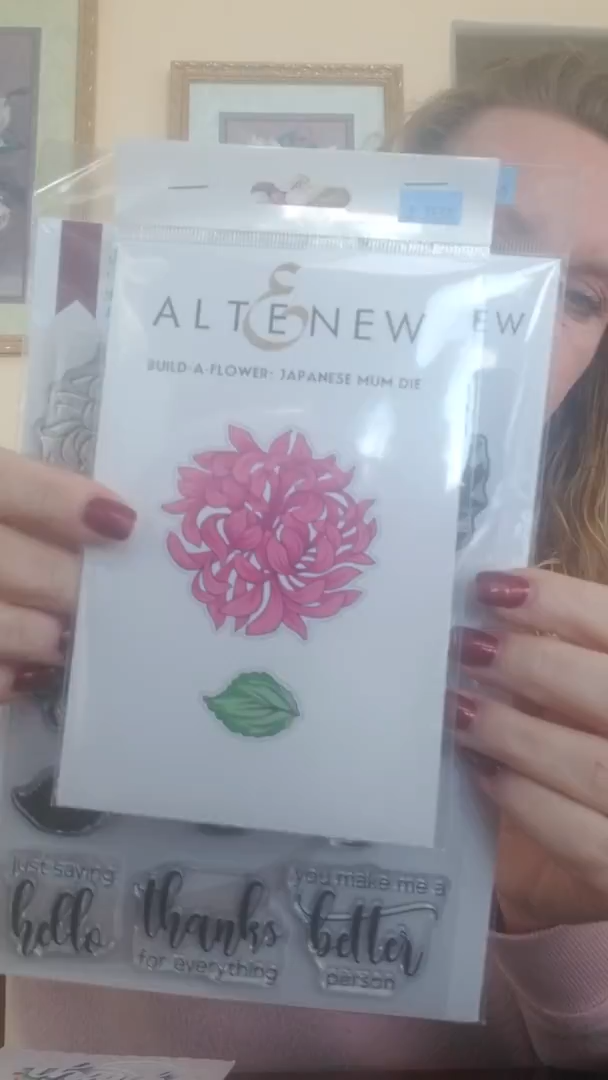 ALTENEW
EW
BUILD-A-FLOWER: JAPANESE MUM DIE
just saying
hello
thanks
for everything
you make me a
better
person